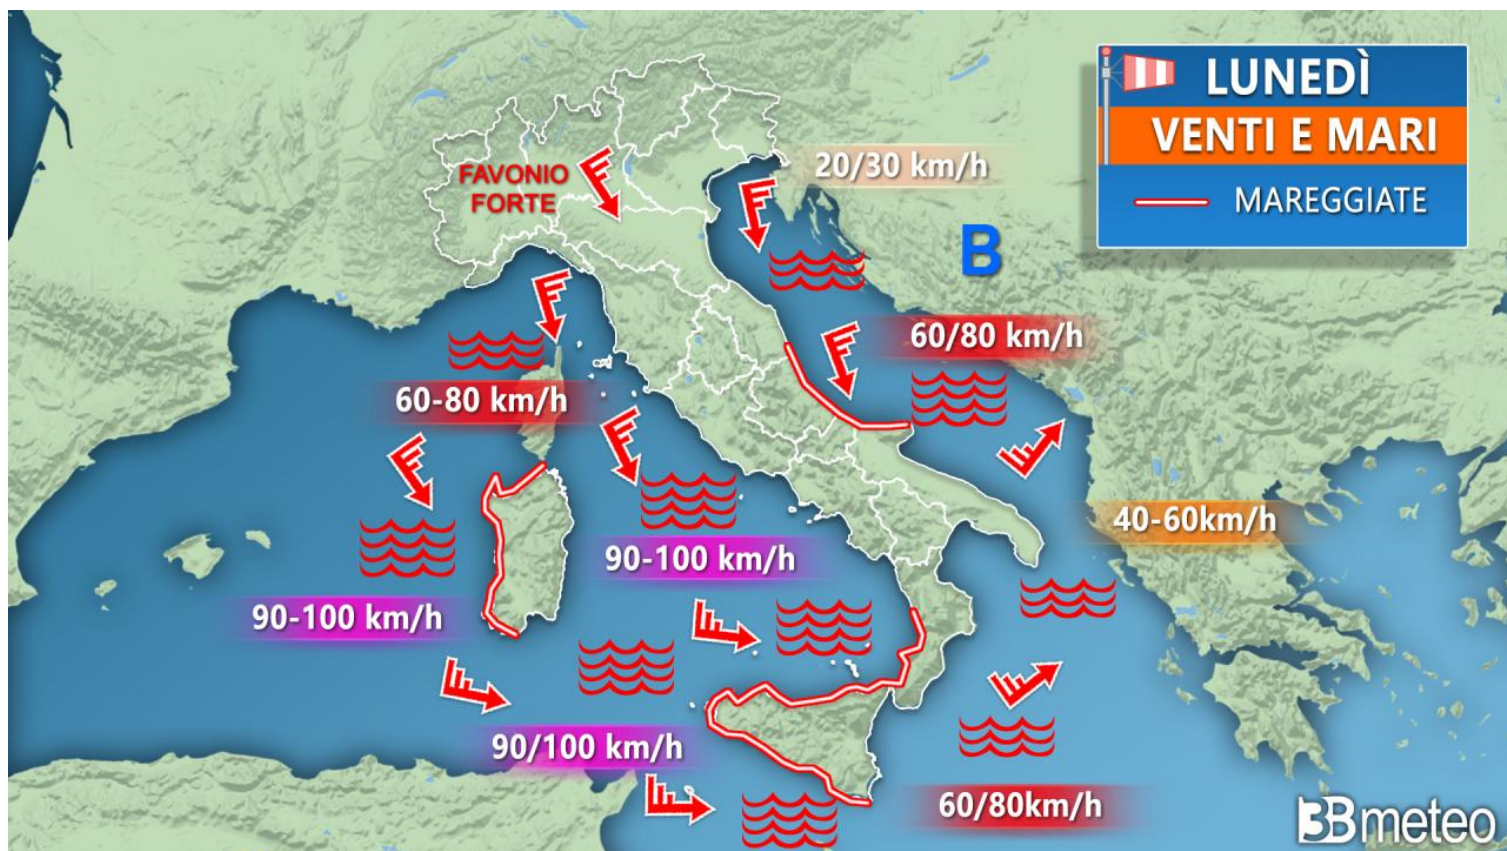 LUNEDÌ
VENTI E MARI
MAREGGIATE
20/30 km/h
FAVONIO
FORTE
B
60/80 km/h
60-80 km/h
40-60km/h
90-100 km/h
90-100 km/h
90/100 km/h
60/80km/h
3Bmeteo